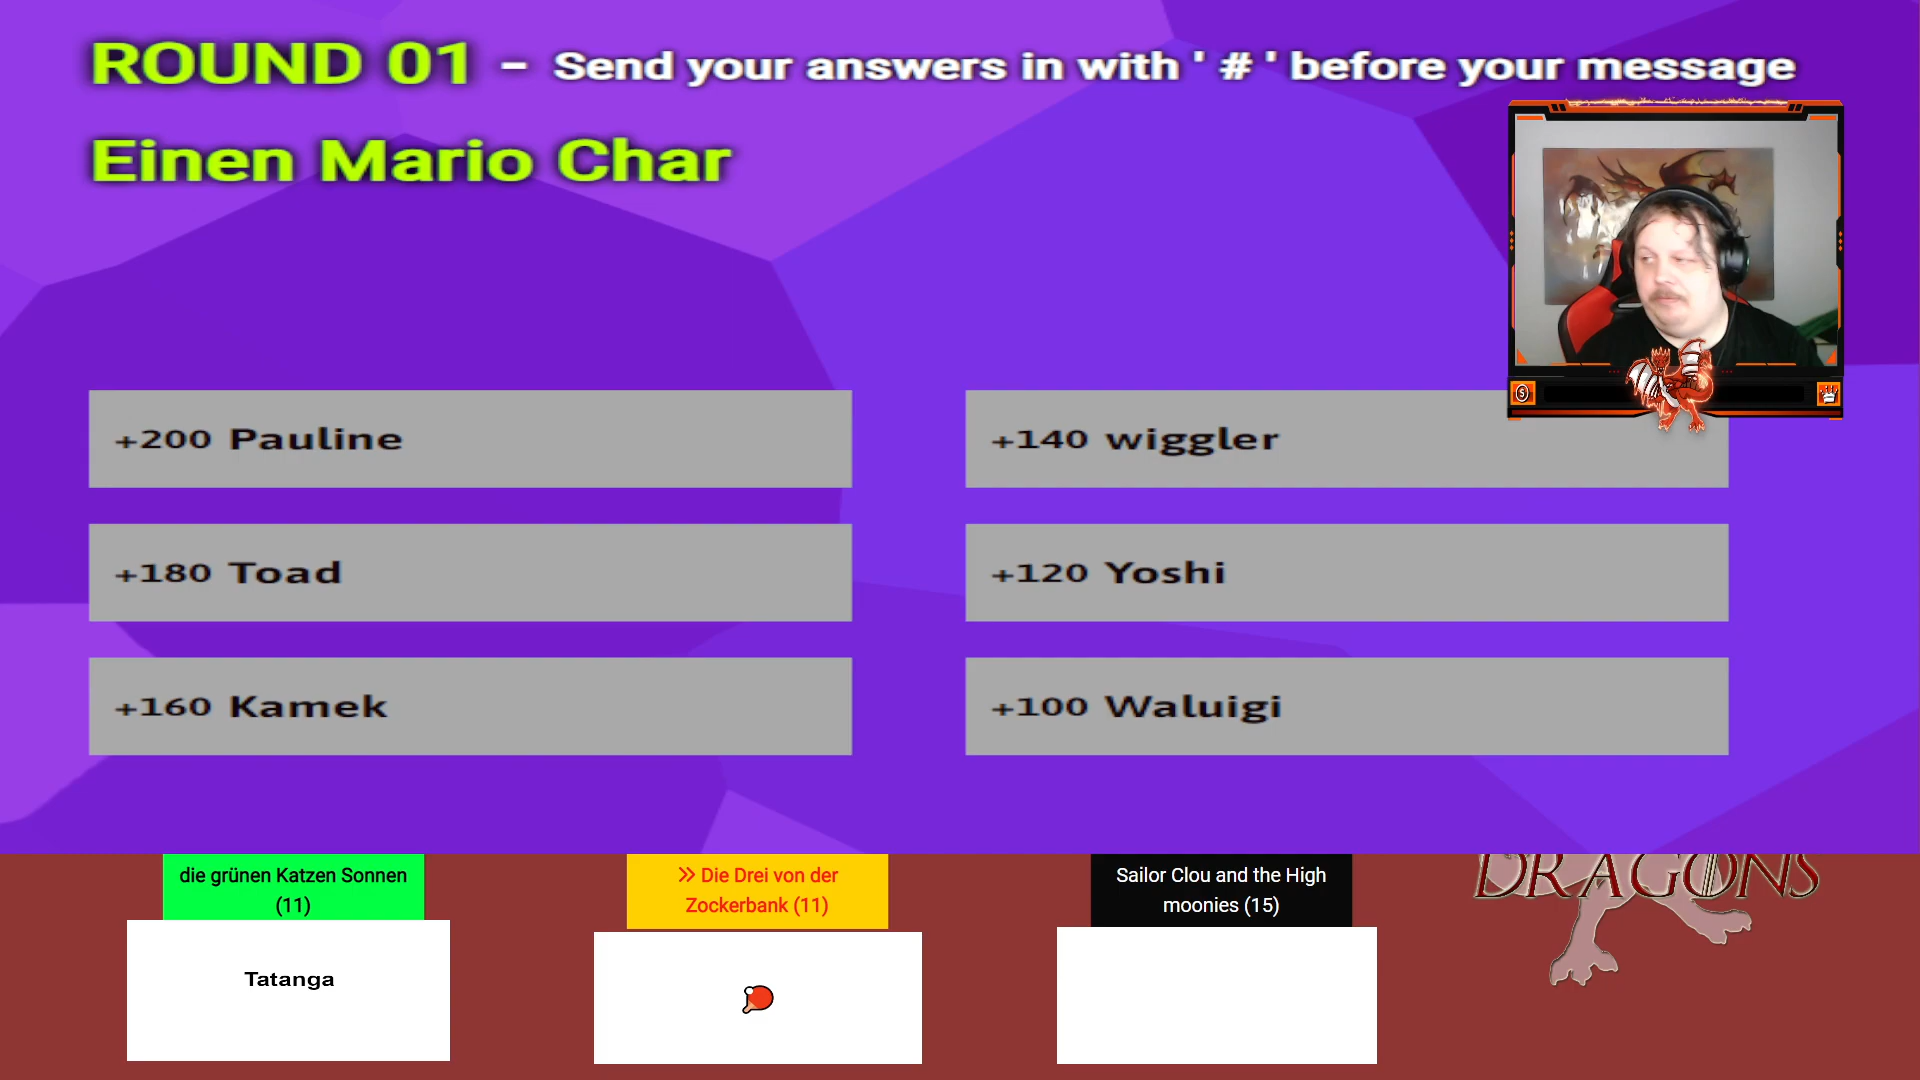 ROUND 01 - Send your answers in with ' # ' before your message
Einen Mario Char
+200 Pauline
+140 wiggler
+180 Toad
+120 Yoshi
+160 Kamek
+100 Waluigi
die grünen Katzen Sonnen
(11)
Die Drei von der
Zockerbank (11)
Sailor Clou and the High
moonies (15)
DRAGONS
Tatanga